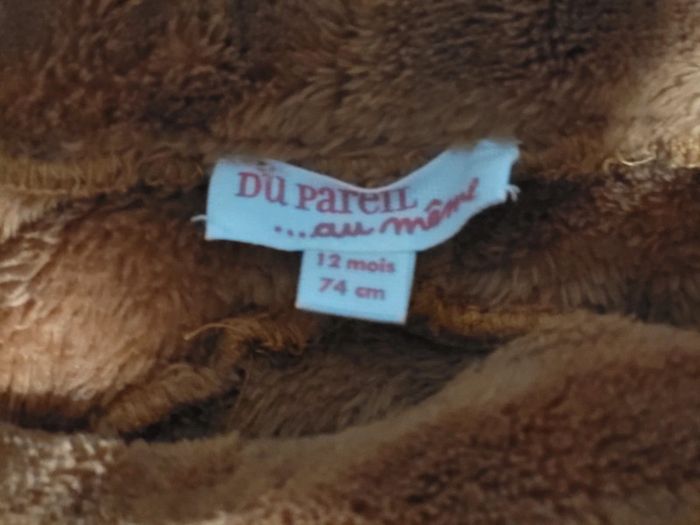 DU PAREIL
...au même
12 mois
74 cm